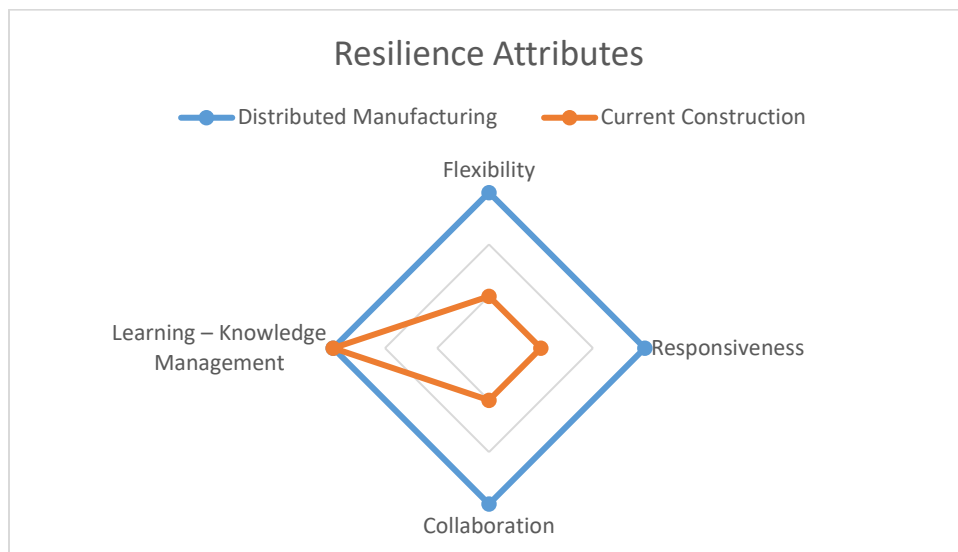 Resilience Attributes
Distributed Manufacturing
Current Construction
Flexibility
Learning – Knowledge
Management
Responsiveness
Collaboration